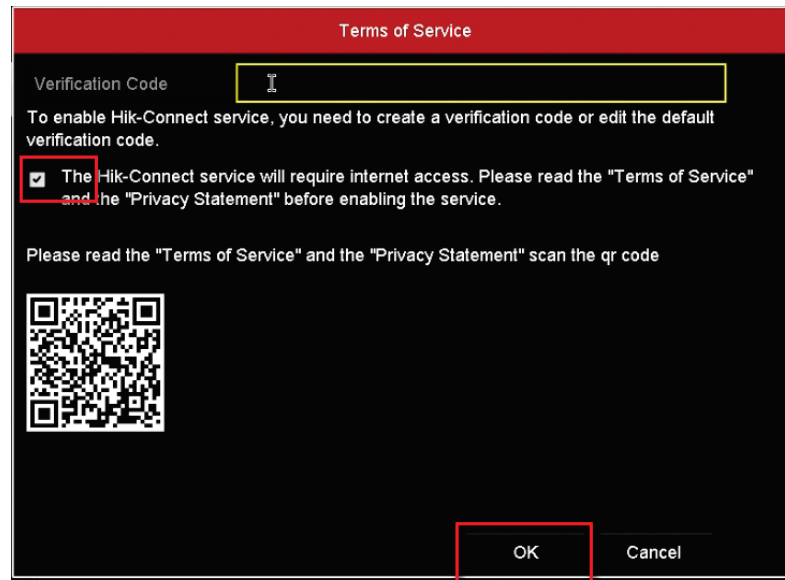 Terms of Service
Verification Code
To enable Hik-Connect service, you need to create a verification code or edit the default
verification code.
The Hik-Connect service will require internet access. Please read the "Terms of Service"
and the "Privacy Statement" before enabling the service.
Please read the "Terms of Service" and the "Privacy Statement" scan the qr code
OK
Cancel